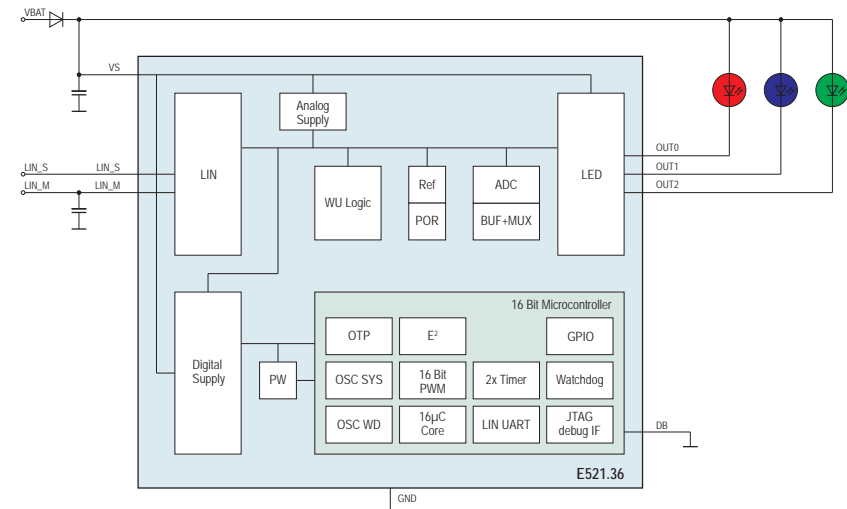 VBAT
VS
Analog
Supply
LIN
LIN_S
LIN_S
LIN_M
LIN_M
WU Logic
Ref
POR
ADC
BUF+MUX
LED
OUT0
OUT1
OUT2
Digital
Supply
PW
16 Bit Microcontroller
OTP
E²
GPIO
OSC SYS
16 Bit
PWM
2x Timer
Watchdog
OSC WD
16µC
Core
LIN UART
JTAG
debug IF
DB
E521.36
GND